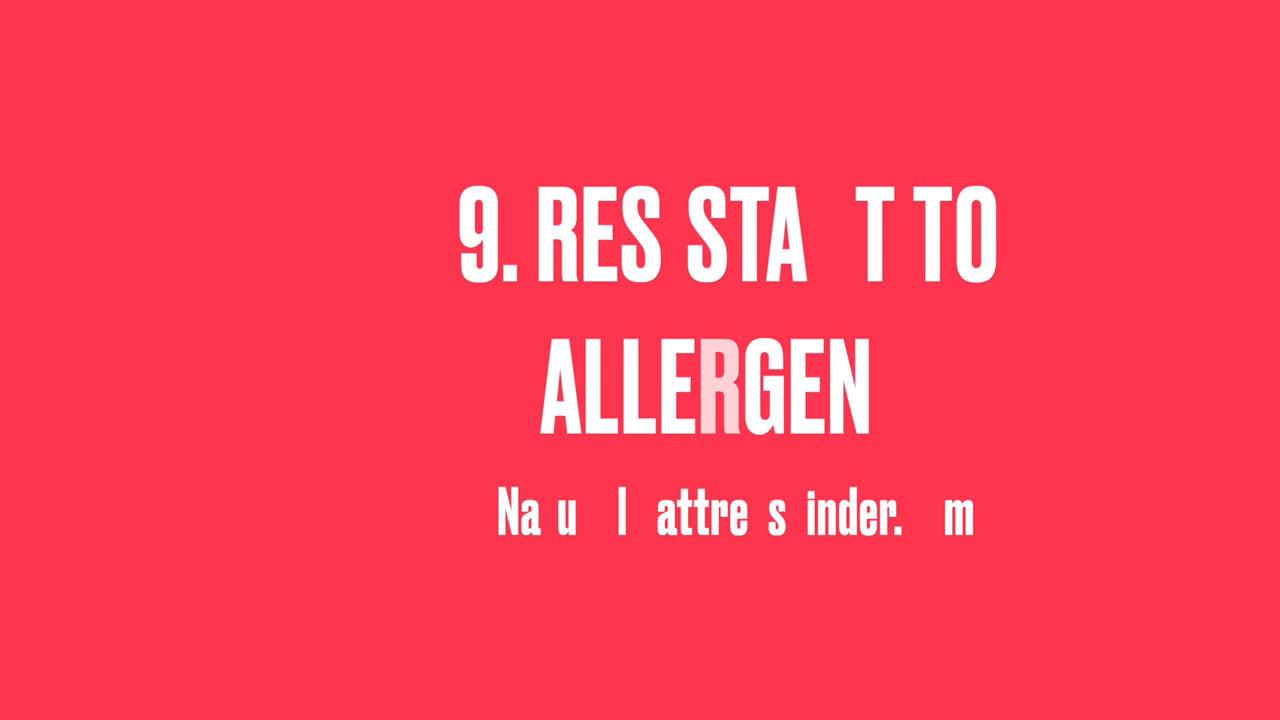 9. RES STA T TO
ALLERGEN
Na u l attre s inder. m